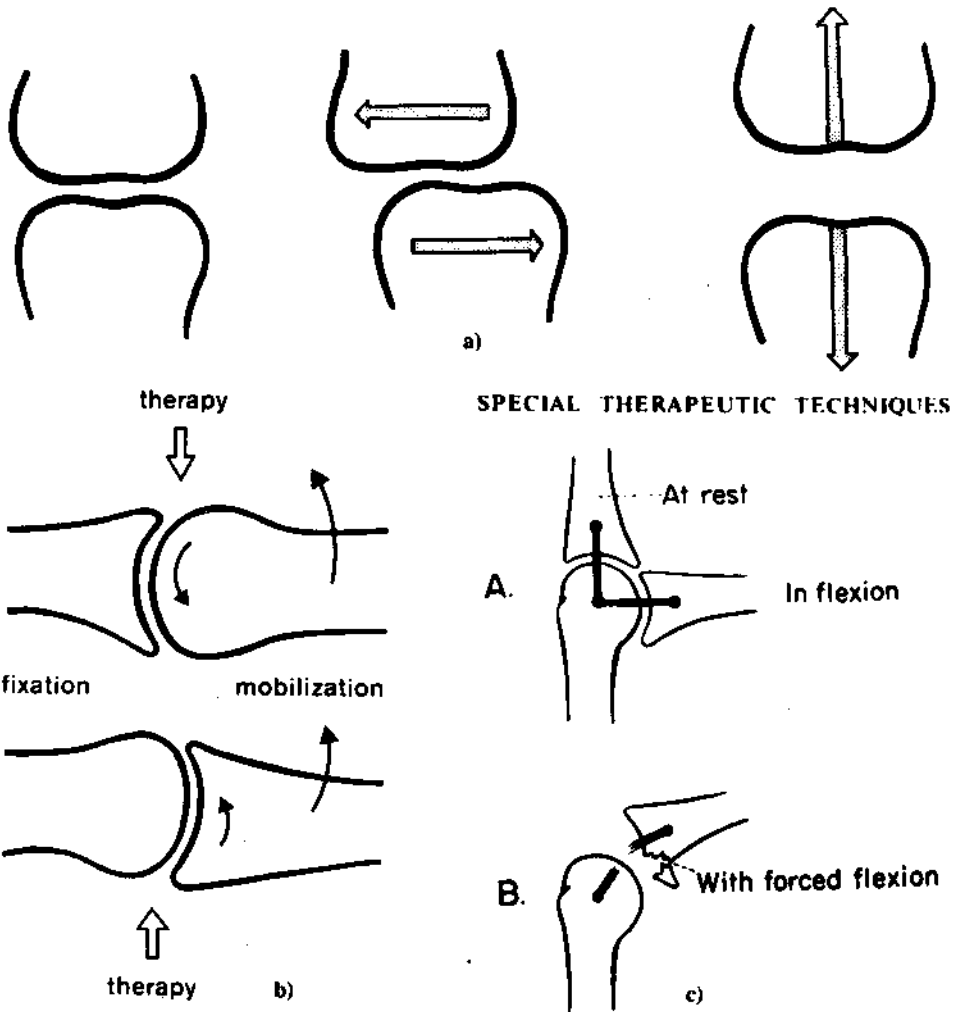 a)
therapy
SPECIAL THERAPEUTIC TECHNIQUES
At rest
A.
In flexion
fixation
mobilization
B.
With forced flexion
therapy
b)
c)